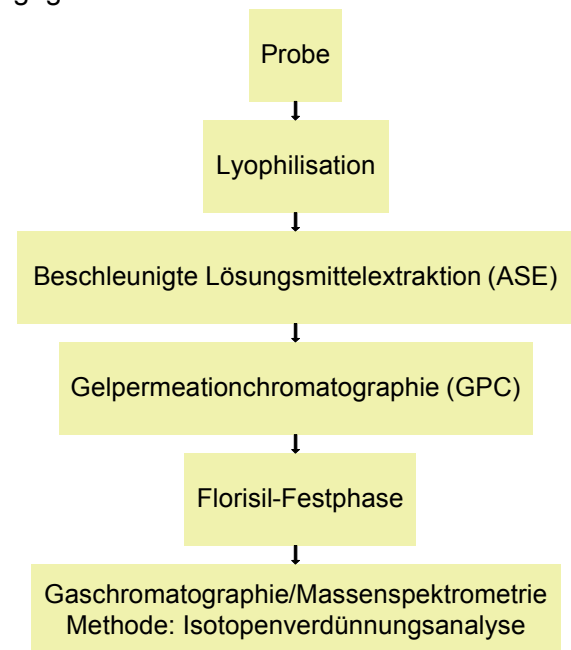 Probe
Lyophilisation
Beschleunigte Lösungsmittelextraktion (ASE)
Gelpermeationchromatographie (GPC)
Florisil-Festphase
Gaschromatographie/Massenspektrometrie
Methode: Isotopenverdünnungsanalyse